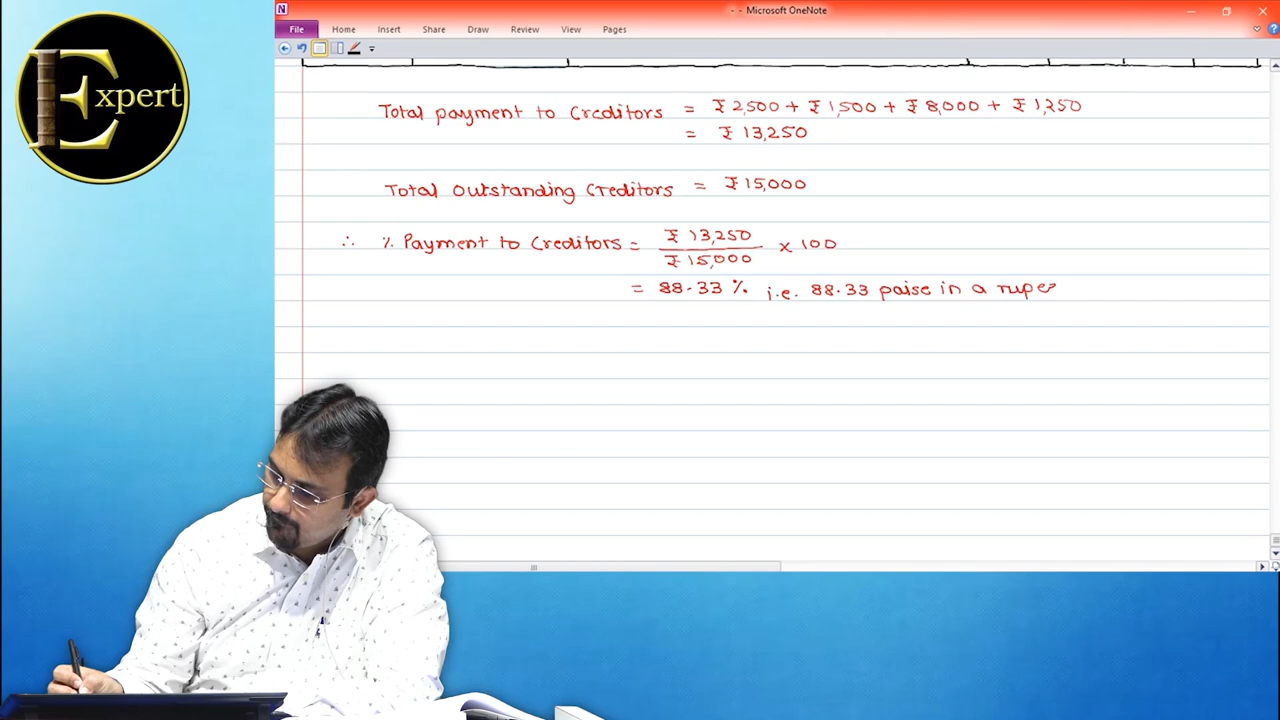 Expert
- - Microsoft OneNote
File Home Insert Share Draw Review View Pages
Total payment to Creditors = ₹ 2,500 + ₹ 1,500 + ₹ 8,000 + ₹ 1,250
= ₹ 13,250
Total Outstanding Creditors = ₹ 15,000
∴ % Payment to Creditors = ₹ 13,250 / ₹ 15,000 × 100
= 88.33 % i.e. 88.33 paise in a rupe